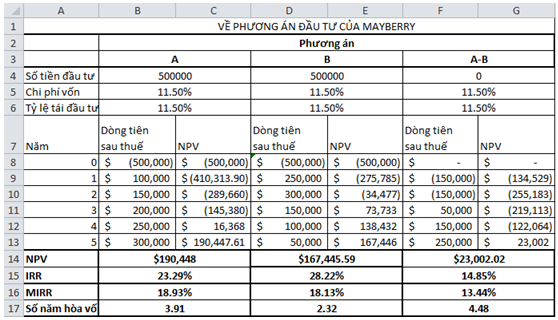 A B C D E F G
1 VỀ PHƯƠNG ÁN ĐẦU TƯ CỦA MAYBERRY
2 Phương án
3 A B A-B
4 Số tiền đầu tư 500000 500000 0
5 Chi phí vốn 11.50% 11.50% 11.50%
6 Tỷ lệ tái đầu tư 11.50% 11.50% 11.50%
7 Năm Dòng tiên sau thuế NPV Dòng tiên sau thuế NPV Dòng tiên sau thuế NPV
8 0 $ (500,000) $ (500,000) $ (500,000) $ (500,000) $ - $ -
9 1 $ 100,000 $ (410,313.90) $ 250,000 $ (275,785) $ (150,000) $ (134,529)
10 2 $ 150,000 $ (289,660) $ 300,000 $ (34,477) $ (150,000) $ (255,183)
11 3 $ 200,000 $ (145,380) $ 150,000 $ 73,733 $ 50,000 $ (219,113)
12 4 $ 250,000 $ 16,368 $ 100,000 $ 138,432 $ 150,000 $ (122,064)
13 5 $ 300,000 $ 190,447.61 $ 50,000 $ 167,446 $ 250,000 $ 23,002
14 NPV $190,448 $167,445.59 $23,002.02
15 IRR 23.29% 28.22% 14.85%
16 MIRR 18.93% 18.13% 13.44%
17 Số năm hòa vố 3.91 2.32 4.48